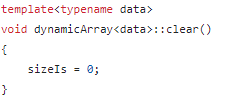 template<typename data>
void dynamicArray<data>::clear()
{
    sizeIs = 0;
}